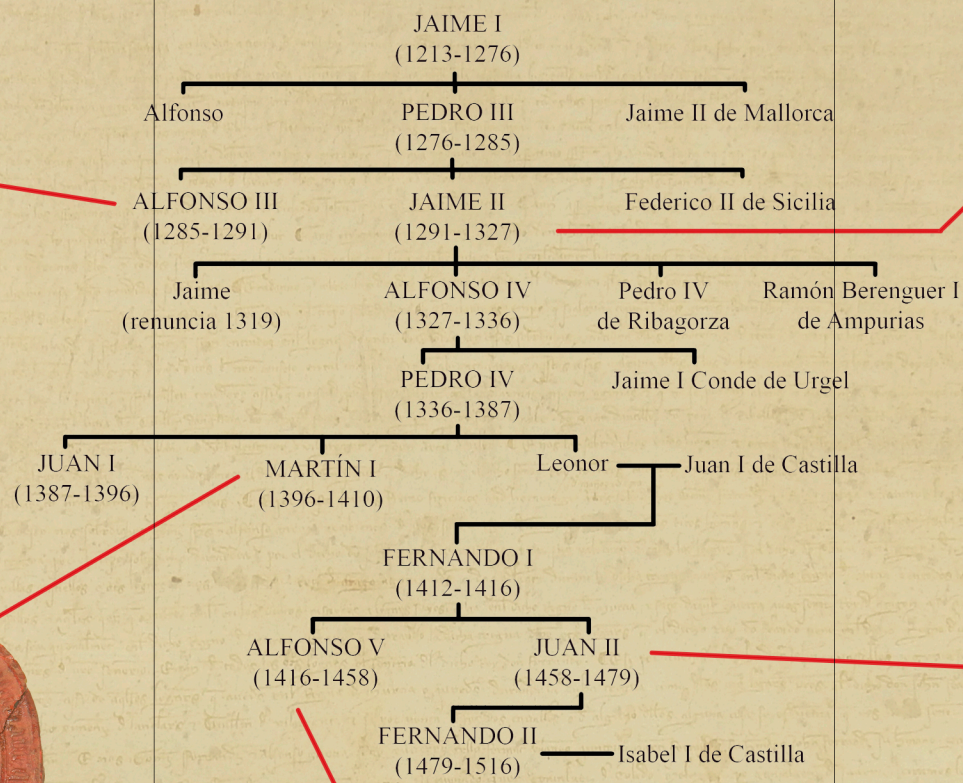 JAIME I
(1213-1276)
Alfonso
PEDRO III
(1276-1285)
Jaime II de Mallorca
ALFONSO III
(1285-1291)
JAIME II
(1291-1327)
Federico II de Sicilia
Jaime
(renuncia 1319)
ALFONSO IV
(1327-1336)
Pedro IV
de Ribagorza
Ramón Berenguer I
de Ampurias
PEDRO IV
(1336-1387)
Jaime I Conde de Urgel
JUAN I
(1387-1396)
MARTÍN I
(1396-1410)
Leonor
Juan I de Castilla
FERNANDO I
(1412-1416)
ALFONSO V
(1416-1458)
JUAN II
(1458-1479)
FERNANDO II
(1479-1516)
Isabel I de Castilla